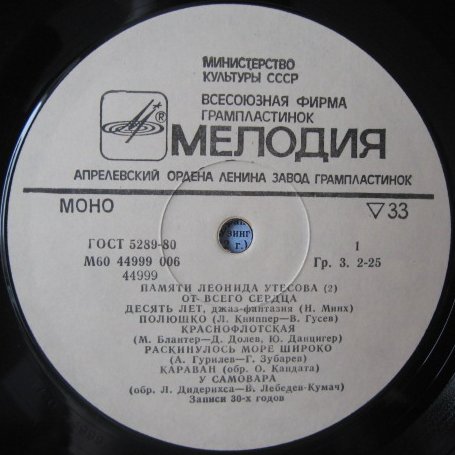 МИНИСТЕРСТВО
КУЛЬТУРЫ СССР
ВСЕСОЮЗНАЯ ФИРМА
ГРАМПЛАСТИНОК
®
МЕЛОДИЯ
АПРЕЛЕВСКИЙ ОРДЕНА ЛЕНИНА ЗАВОД ГРАМПЛАСТИНОК
МОНО ▽33
ГОСТ 5289-80 1
М60 44999 006 Гр. 3. 2-25
44999
ПАМЯТИ ЛЕОНИДА УТЕСОВА (2)
ОТ ВСЕГО СЕРДЦА
ДЕСЯТЬ ЛЕТ, джаз-фантазия (Н. Минх)
ПОЛЮШКО (Л. Книппер—В. Гусев)
КРАСНОФЛОТСКАЯ
(М. Блантер—Д. Долев, Ю. Данцигер)
РАСКИНУЛОСЬ МОРЕ ШИРОКО
(А. Гурилев—Г. Зубарев)
КАРАВАН (обр. О. Кандата)
У САМОВАРА
(обр. Л. Дидерихса—В. Лебедев-Кумач)
Записи 30-х годов